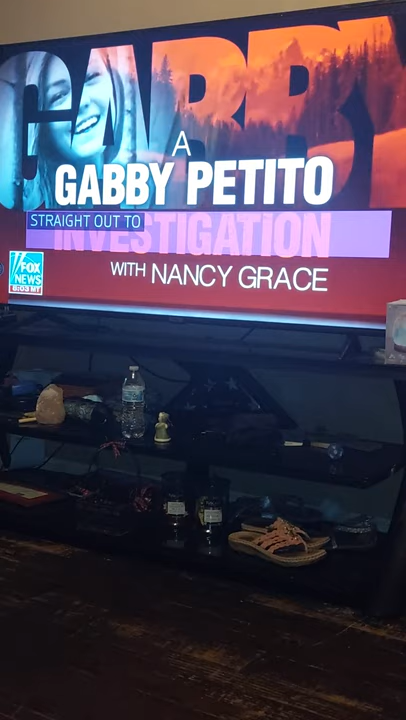 GABBY
A
GABBY PETITO
STRAIGHT OUT TO
INVESTIGATION
WITH NANCY GRACE
FOX
NEWS
8:03 MT